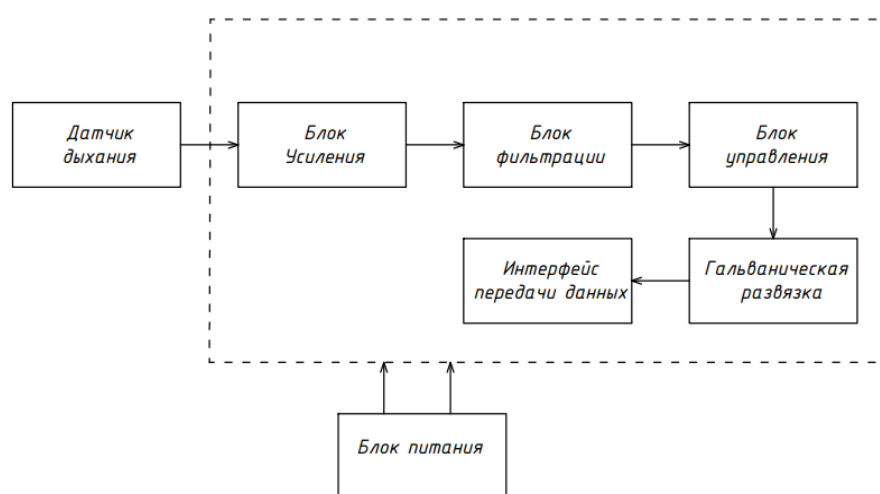 Датчик
дыхания
Блок
Усиления
Блок
фильтрации
Блок
управления
Интерфейс
передачи данных
Гальваническая
развязка
Блок питания